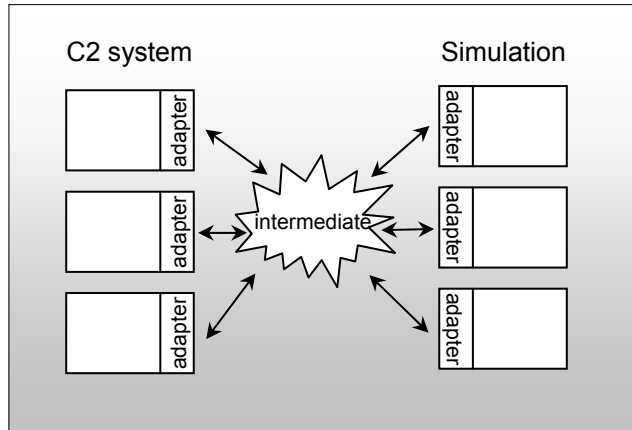 C2 system
Simulation
adapter
adapter
adapter
adapter
intermediate
adapter
adapter